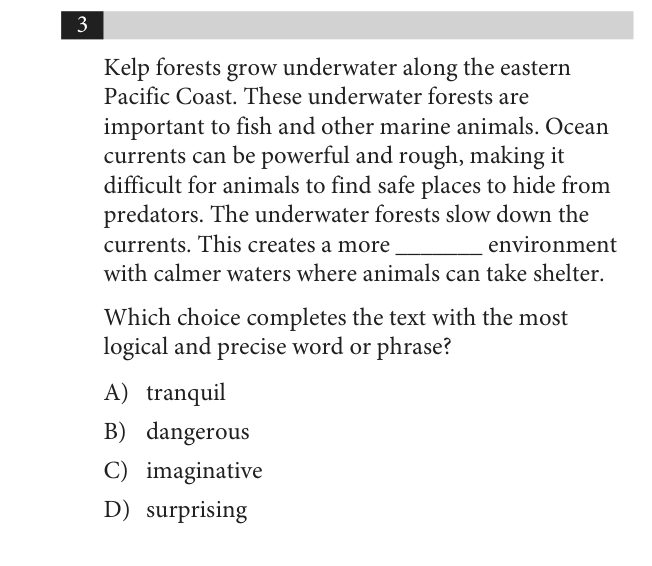 3
Kelp forests grow underwater along the eastern
Pacific Coast. These underwater forests are
important to fish and other marine animals. Ocean
currents can be powerful and rough, making it
difficult for animals to find safe places to hide from
predators. The underwater forests slow down the
currents. This creates a more _______ environment
with calmer waters where animals can take shelter.
Which choice completes the text with the most
logical and precise word or phrase?
A) tranquil
B) dangerous
C) imaginative
D) surprising